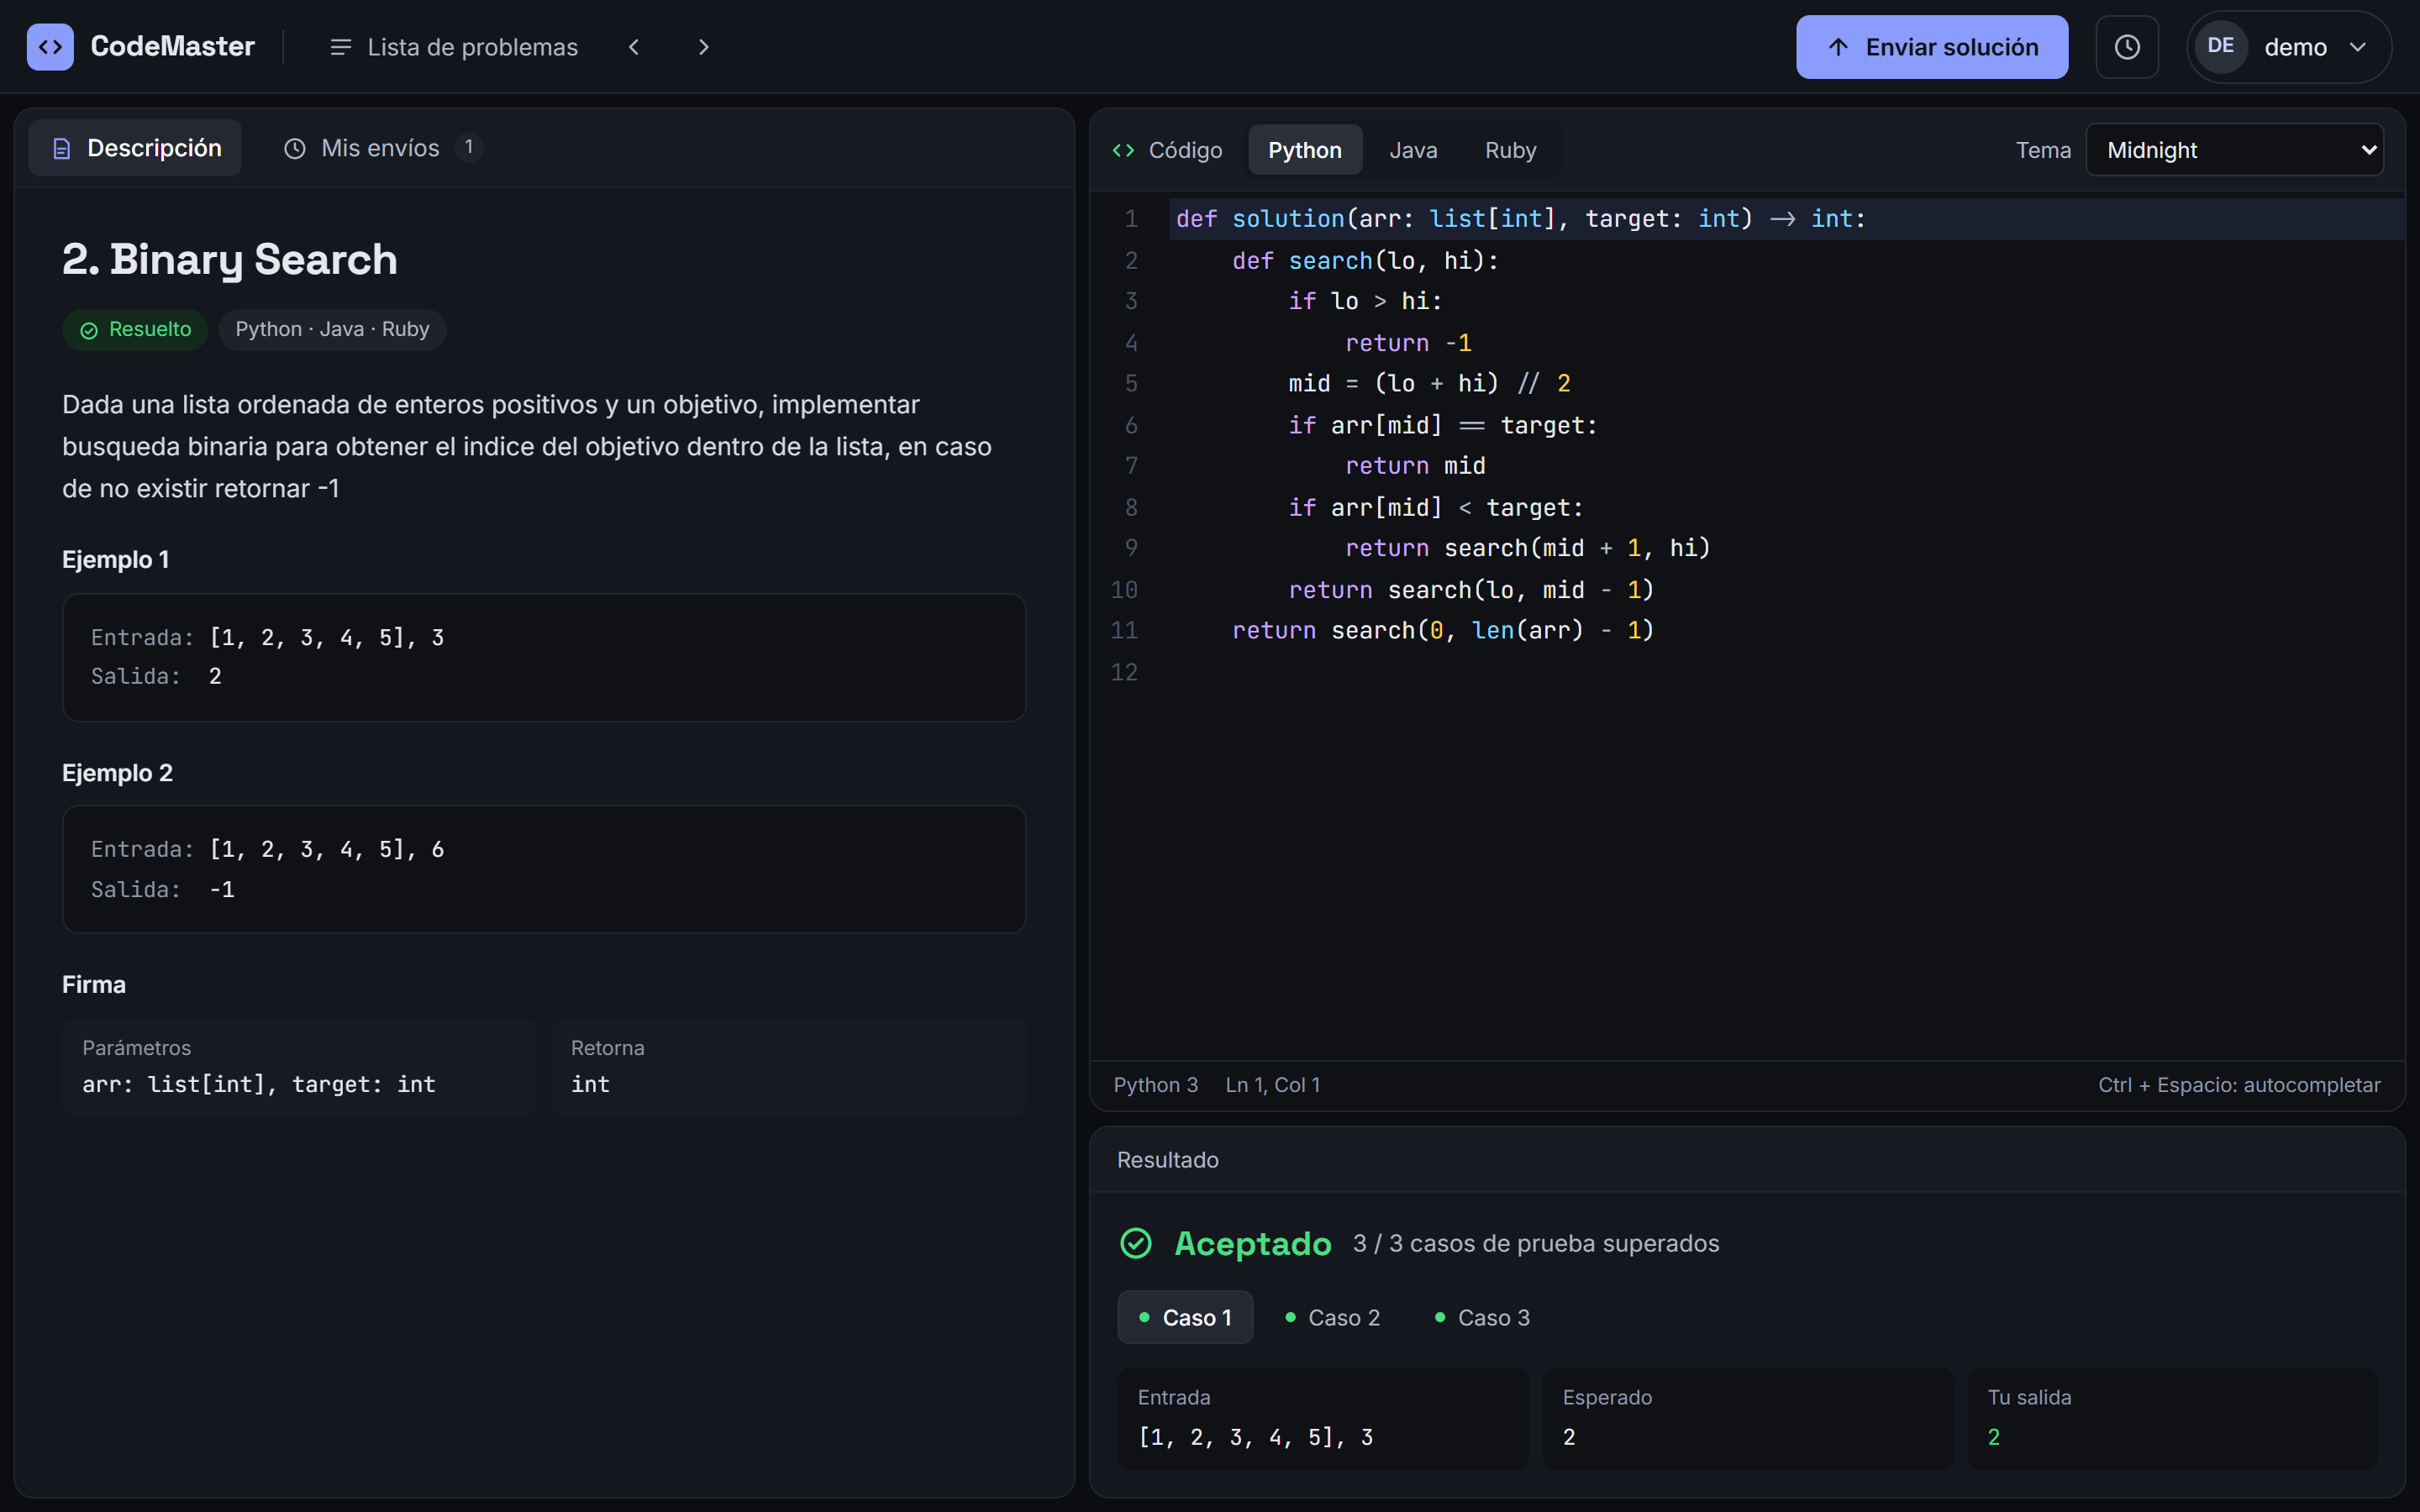 CodeMaster
Lista de problemas
Enviar solución
DE
demo
Descripción
Mis envíos 1
2. Binary Search
Resuelto
Python · Java · Ruby
Dada una lista ordenada de enteros positivos y un objetivo, implementar
busqueda binaria para obtener el indice del objetivo dentro de la lista, en caso
de no existir retornar -1
Ejemplo 1
Entrada: [1, 2, 3, 4, 5], 3
Salida: 2
Ejemplo 2
Entrada: [1, 2, 3, 4, 5], 6
Salida: -1
Firma
Parámetros
arr: list[int], target: int
Retorna
int
Código
Python
Java
Ruby
Tema
Midnight
1 def solution(arr: list[int], target: int) -> int:
2     def search(lo, hi):
3         if lo > hi:
4             return -1
5         mid = (lo + hi) // 2
6         if arr[mid] == target:
7             return mid
8         if arr[mid] < target:
9             return search(mid + 1, hi)
10         return search(lo, mid - 1)
11     return search(0, len(arr) - 1)
12
Python 3
Ln 1, Col 1
Ctrl + Espacio: autocompletar
Resultado
Aceptado 3 / 3 casos de prueba superados
Caso 1
Caso 2
Caso 3
Entrada
[1, 2, 3, 4, 5], 3
Esperado
2
Tu salida
2